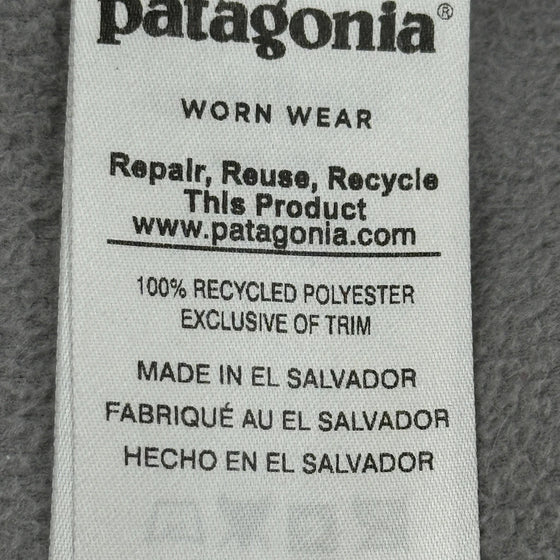 patagonia®
WORN WEAR
Repair, Reuse, Recycle
This Product
www.patagonia.com
100% RECYCLED POLYESTER
EXCLUSIVE OF TRIM
MADE IN EL SALVADOR
FABRIQUÉ AU EL SALVADOR
HECHO EN EL SALVADOR